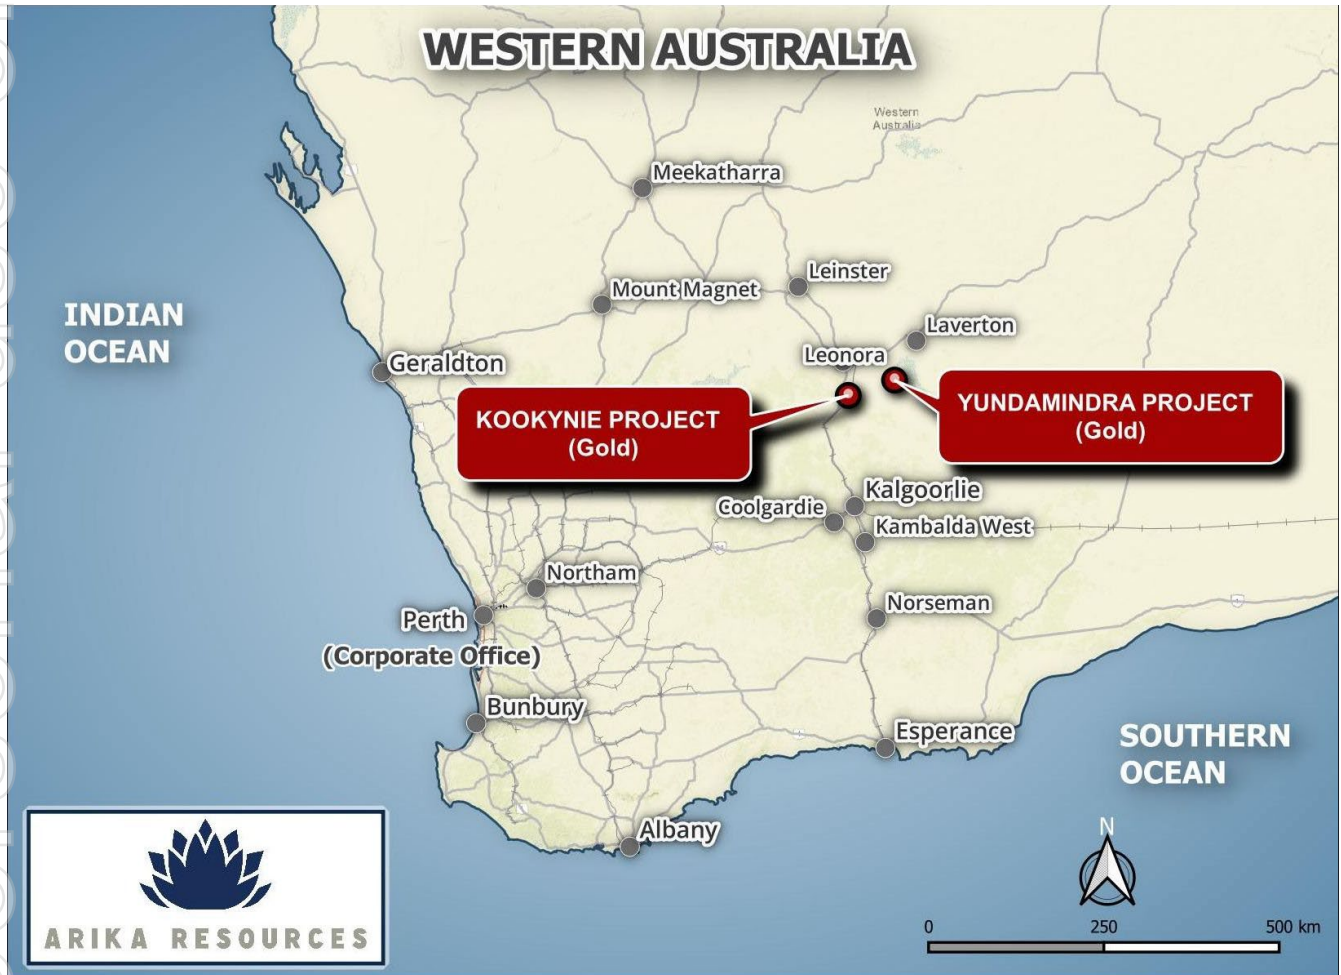 WESTERN AUSTRALIA
Western
Australia
Meekatharra
Leinster
Mount Magnet
INDIAN
OCEAN
Laverton
Leonora
Geraldton
KOOKYNIE PROJECT
(Gold)
YUNDAMINDRA PROJECT
(Gold)
Kalgoorlie
Coolgardie
Kambalda West
Northam
Norseman
Perth
(Corporate Office)
Bunbury
Esperance
SOUTHERN
OCEAN
Albany
N
0 250 500 km
ARIKA RESOURCES